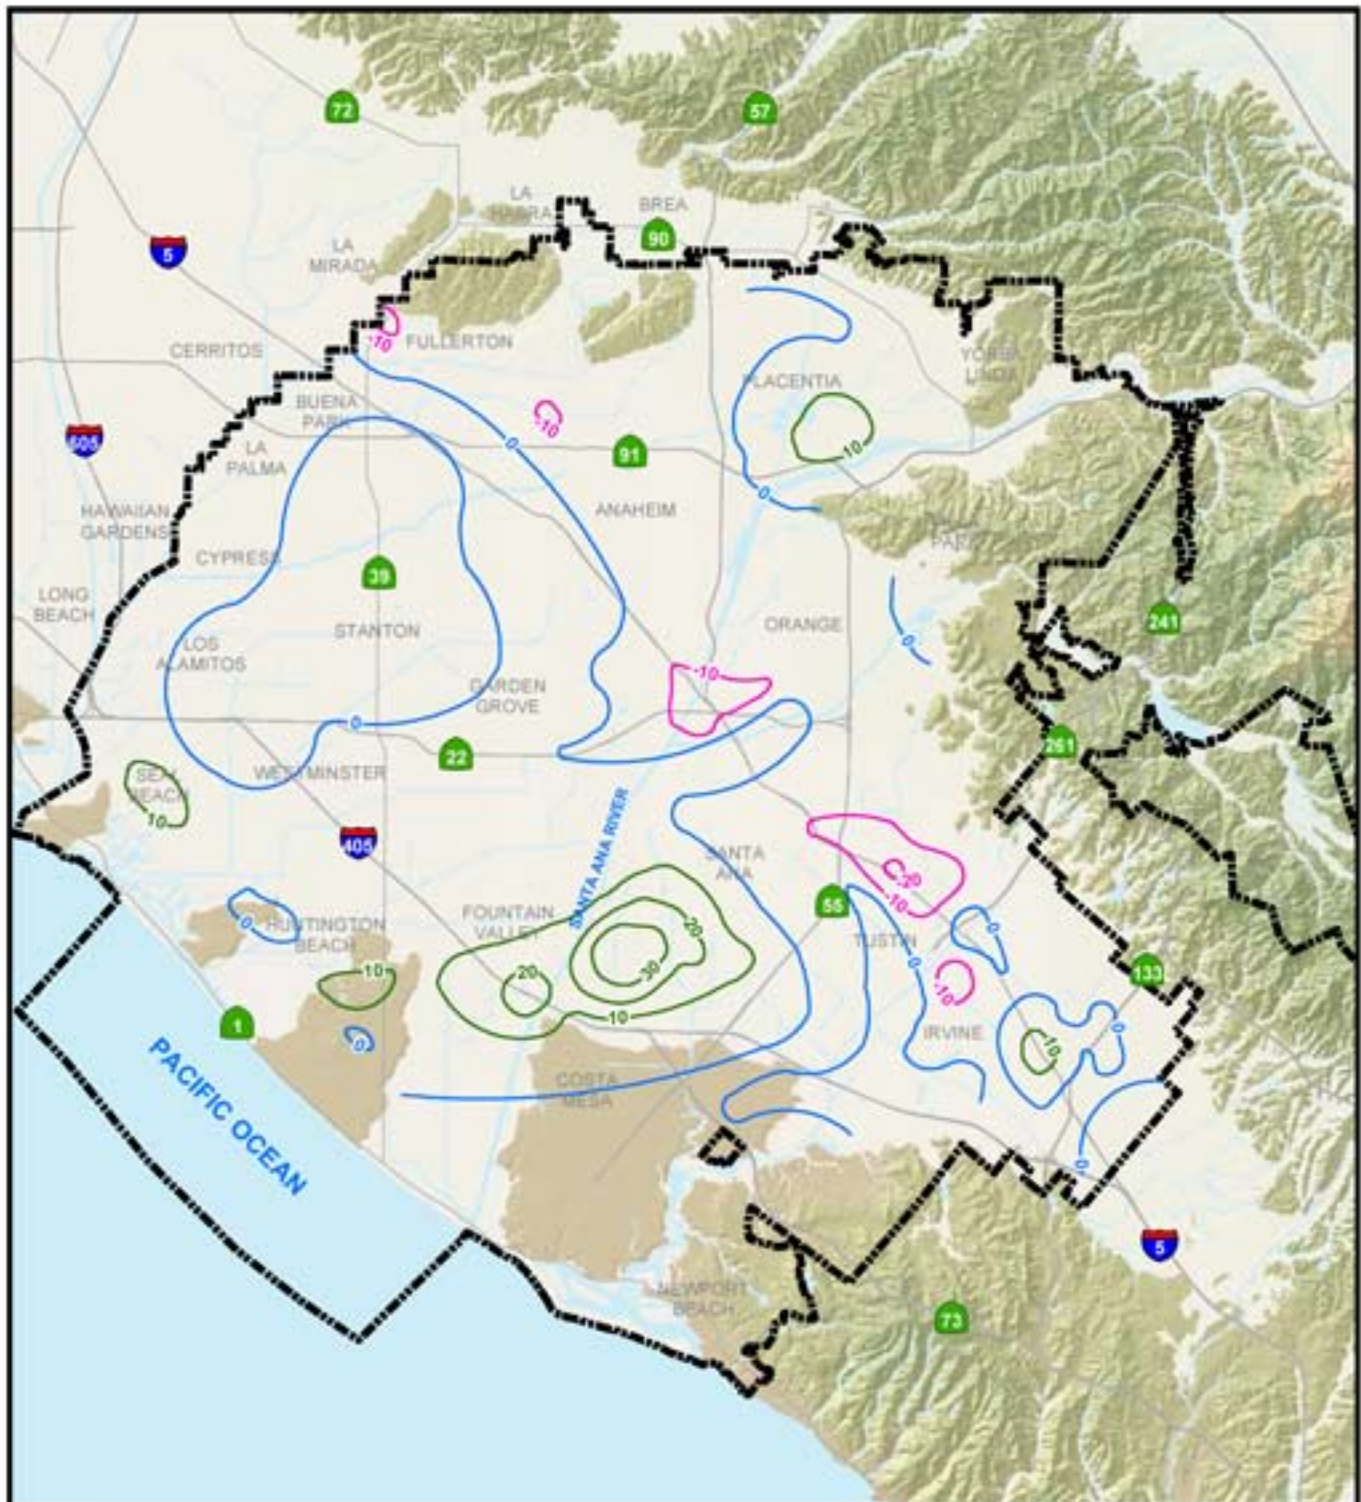 72
57
LA
HABRA
BREA
90
5
LA
MIRADA
-10
FULLERTON
CERRITOS
YORBA
LINDA
PLACENTIA
BUENA
PARK
-10
0
10
605
91
LA
PALMA
0
HAWAIIAN
GARDENS
ANAHEIM
PARK
CYPRESS
39
LONG
BEACH
241
STANTON
ORANGE
0
LOS
ALAMITOS
-10
GARDEN
GROVE
0
22
261
SEAL
BEACH
10
WESTMINSTER
SANTA ANA RIVER
405
SANTA
ANA
-20
-10
55
0
HUNTINGTON
BEACH
FOUNTAIN
VALLEY
20
0
TUSTIN
0
10
20
30
-10
133
10
1
0
IRVINE
10
0
PACIFIC OCEAN
COSTA
MESA
0
5
NEWPORT
BEACH
73